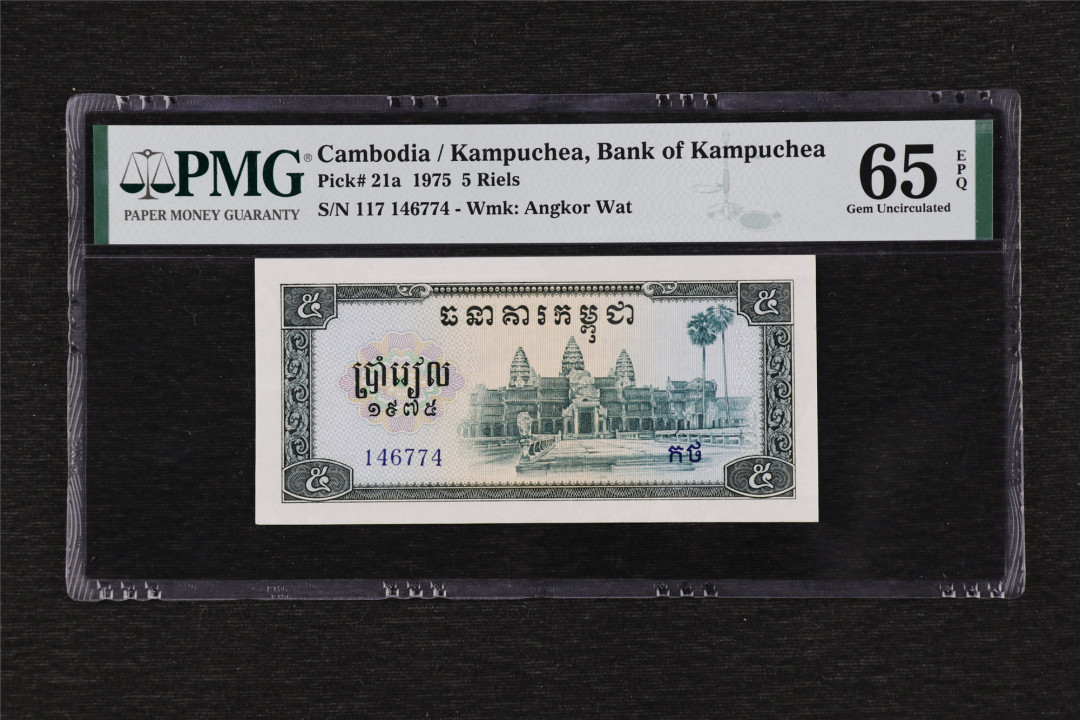 PMG®
PAPER MONEY GUARANTY
Cambodia / Kampuchea, Bank of Kampuchea
Pick# 21a 1975 5 Riels
S/N 117 146774 - Wmk: Angkor Wat
65
EPQ
Gem Uncirculated
៥
៥
ធនាគារកម្ពុជា
ប្រាំរៀល
១៩៧៥
146774
កថ
៥
៥